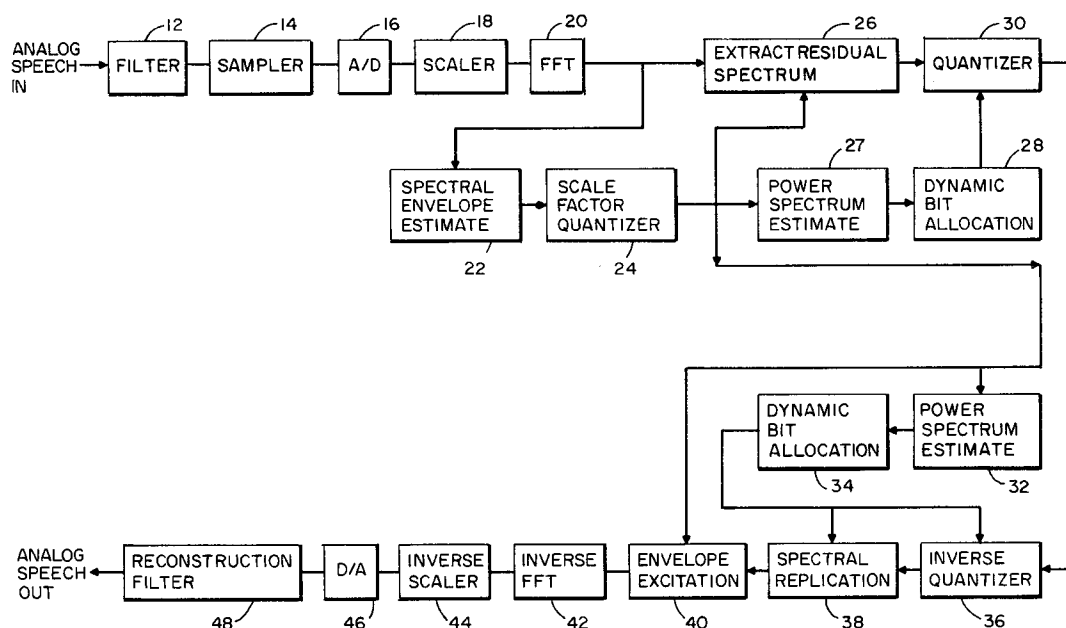 12
14
16
18
20
26
30
ANALOG
SPEECH
IN
FILTER
SAMPLER
A/D
SCALER
FFT
EXTRACT RESIDUAL
SPECTRUM
QUANTIZER
27
28
SPECTRAL
ENVELOPE
ESTIMATE
SCALE
FACTOR
QUANTIZER
POWER
SPECTRUM
ESTIMATE
DYNAMIC
BIT
ALLOCATION
22
24
DYNAMIC
BIT
ALLOCATION
POWER
SPECTRUM
ESTIMATE
34
32
ANALOG
SPEECH
OUT
RECONSTRUCTION
FILTER
D/A
INVERSE
SCALER
INVERSE
FFT
ENVELOPE
EXCITATION
SPECTRAL
REPLICATION
INVERSE
QUANTIZER
48
46
44
42
40
38
36